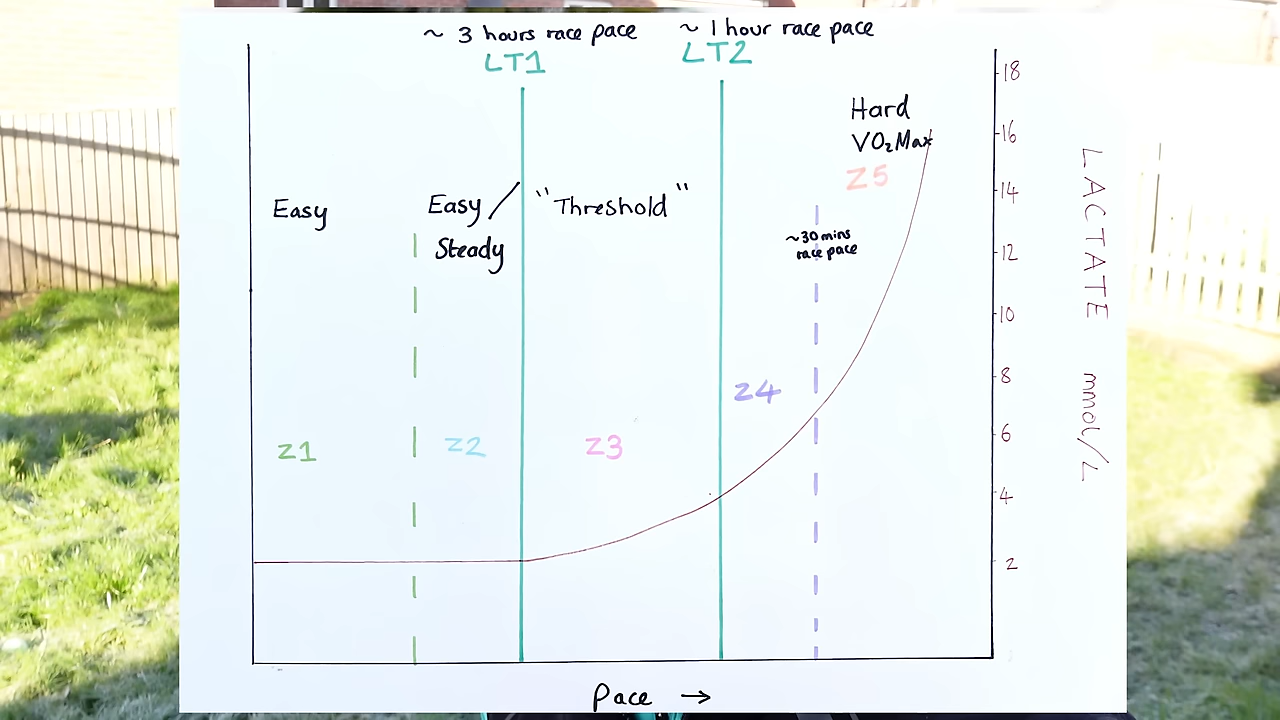 ~ 3 hours race pace
LT1
~ 1 hour race pace
LT2
Easy
Easy /
Steady
"Threshold"
Hard
VO₂Max
Z5
~30 mins
race pace
Z1
Z2
Z3
Z4
18
16
14
12
10
8
6
4
2
LACTATE mmol/L
Pace →